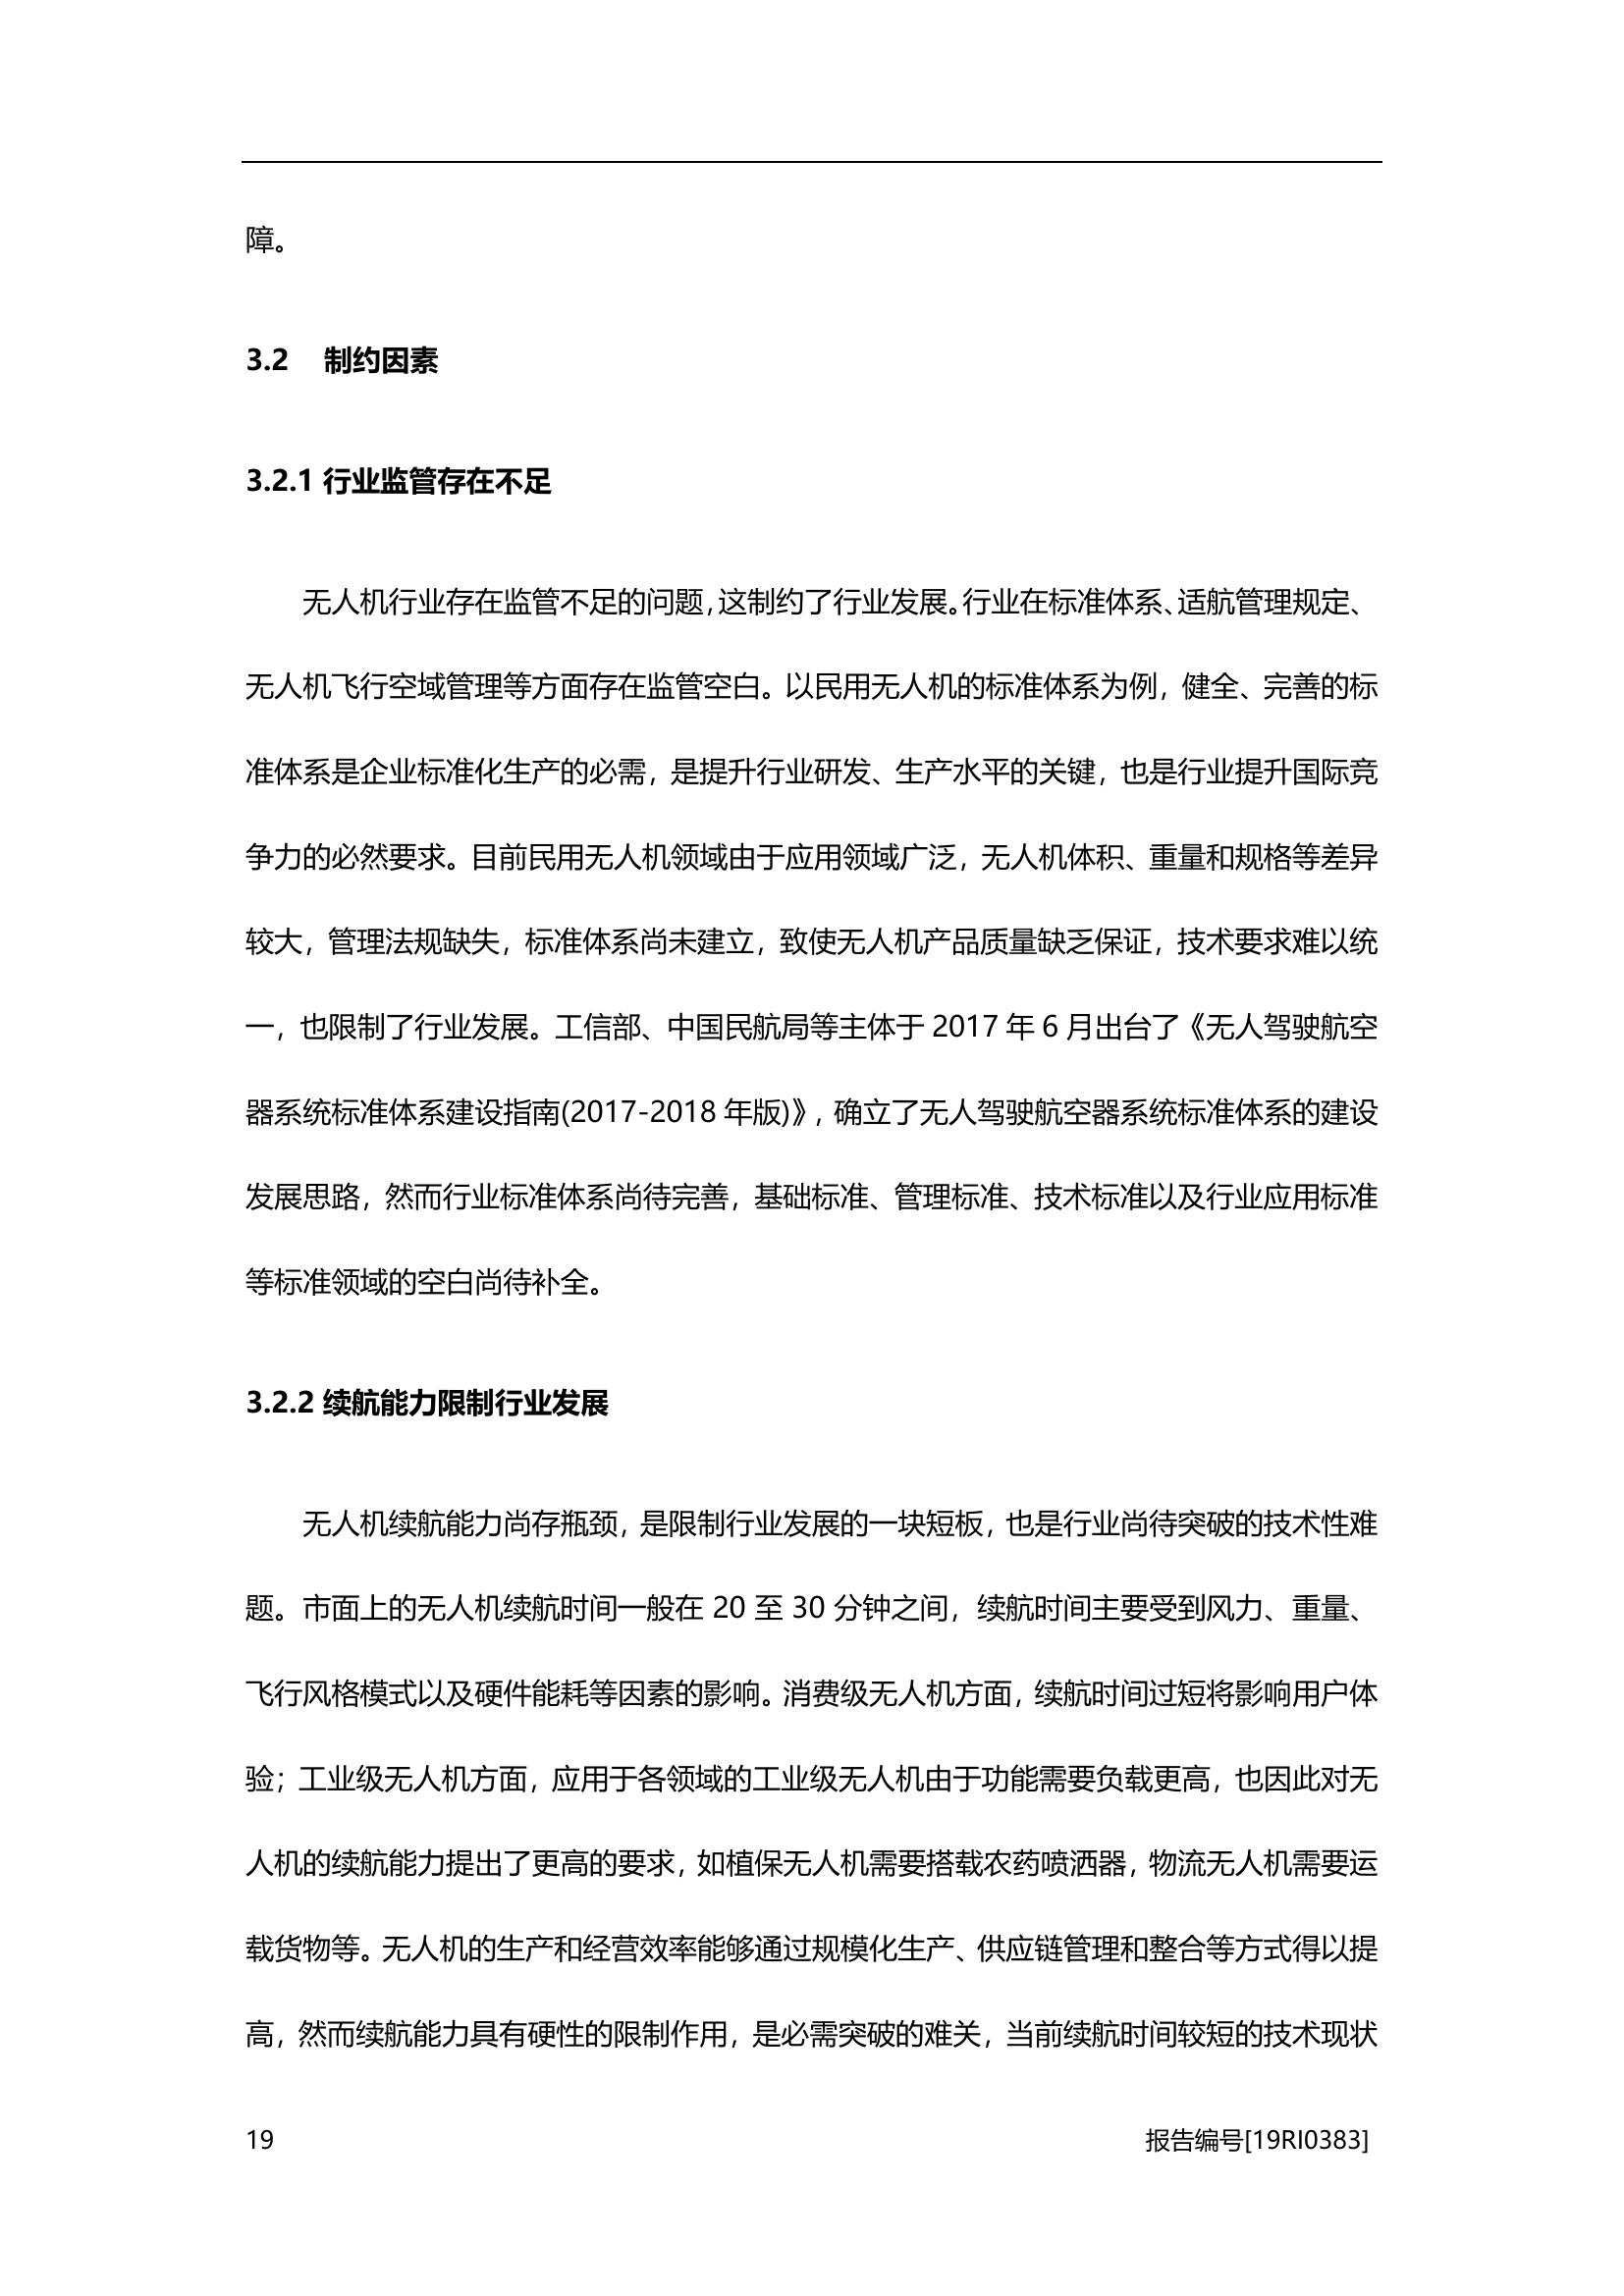 障。
3.2 制约因素
3.2.1 行业监管存在不足
无人机行业存在监管不足的问题，这制约了行业发展。行业在标准体系、适航管理规定、
无人机飞行空域管理等方面存在监管空白。以民用无人机的标准体系为例，健全、完善的标
准体系是企业标准化生产的必需，是提升行业研发、生产水平的关键，也是行业提升国际竞
争力的必然要求。目前民用无人机领域由于应用领域广泛，无人机体积、重量和规格等差异
较大，管理法规缺失，标准体系尚未建立，致使无人机产品质量缺乏保证，技术要求难以统
一，也限制了行业发展。工信部、中国民航局等主体于 2017 年 6 月出台了《无人驾驶航空
器系统标准体系建设指南(2017-2018 年版)》，确立了无人驾驶航空器系统标准体系的建设
发展思路，然而行业标准体系尚待完善，基础标准、管理标准、技术标准以及行业应用标准
等标准领域的空白尚待补全。
3.2.2 续航能力限制行业发展
无人机续航能力尚存瓶颈，是限制行业发展的一块短板，也是行业尚待突破的技术性难
题。市面上的无人机续航时间一般在 20 至 30 分钟之间，续航时间主要受到风力、重量、
飞行风格模式以及硬件能耗等因素的影响。消费级无人机方面，续航时间过短将影响用户体
验；工业级无人机方面，应用于各领域的工业级无人机由于功能需要负载更高，也因此对无
人机的续航能力提出了更高的要求，如植保无人机需要搭载农药喷洒器，物流无人机需要运
载货物等。无人机的生产和经营效率能够通过规模化生产、供应链管理和整合等方式得以提
高，然而续航能力具有硬性的限制作用，是必需突破的难关，当前续航时间较短的技术现状
19 报告编号[19RI0383]